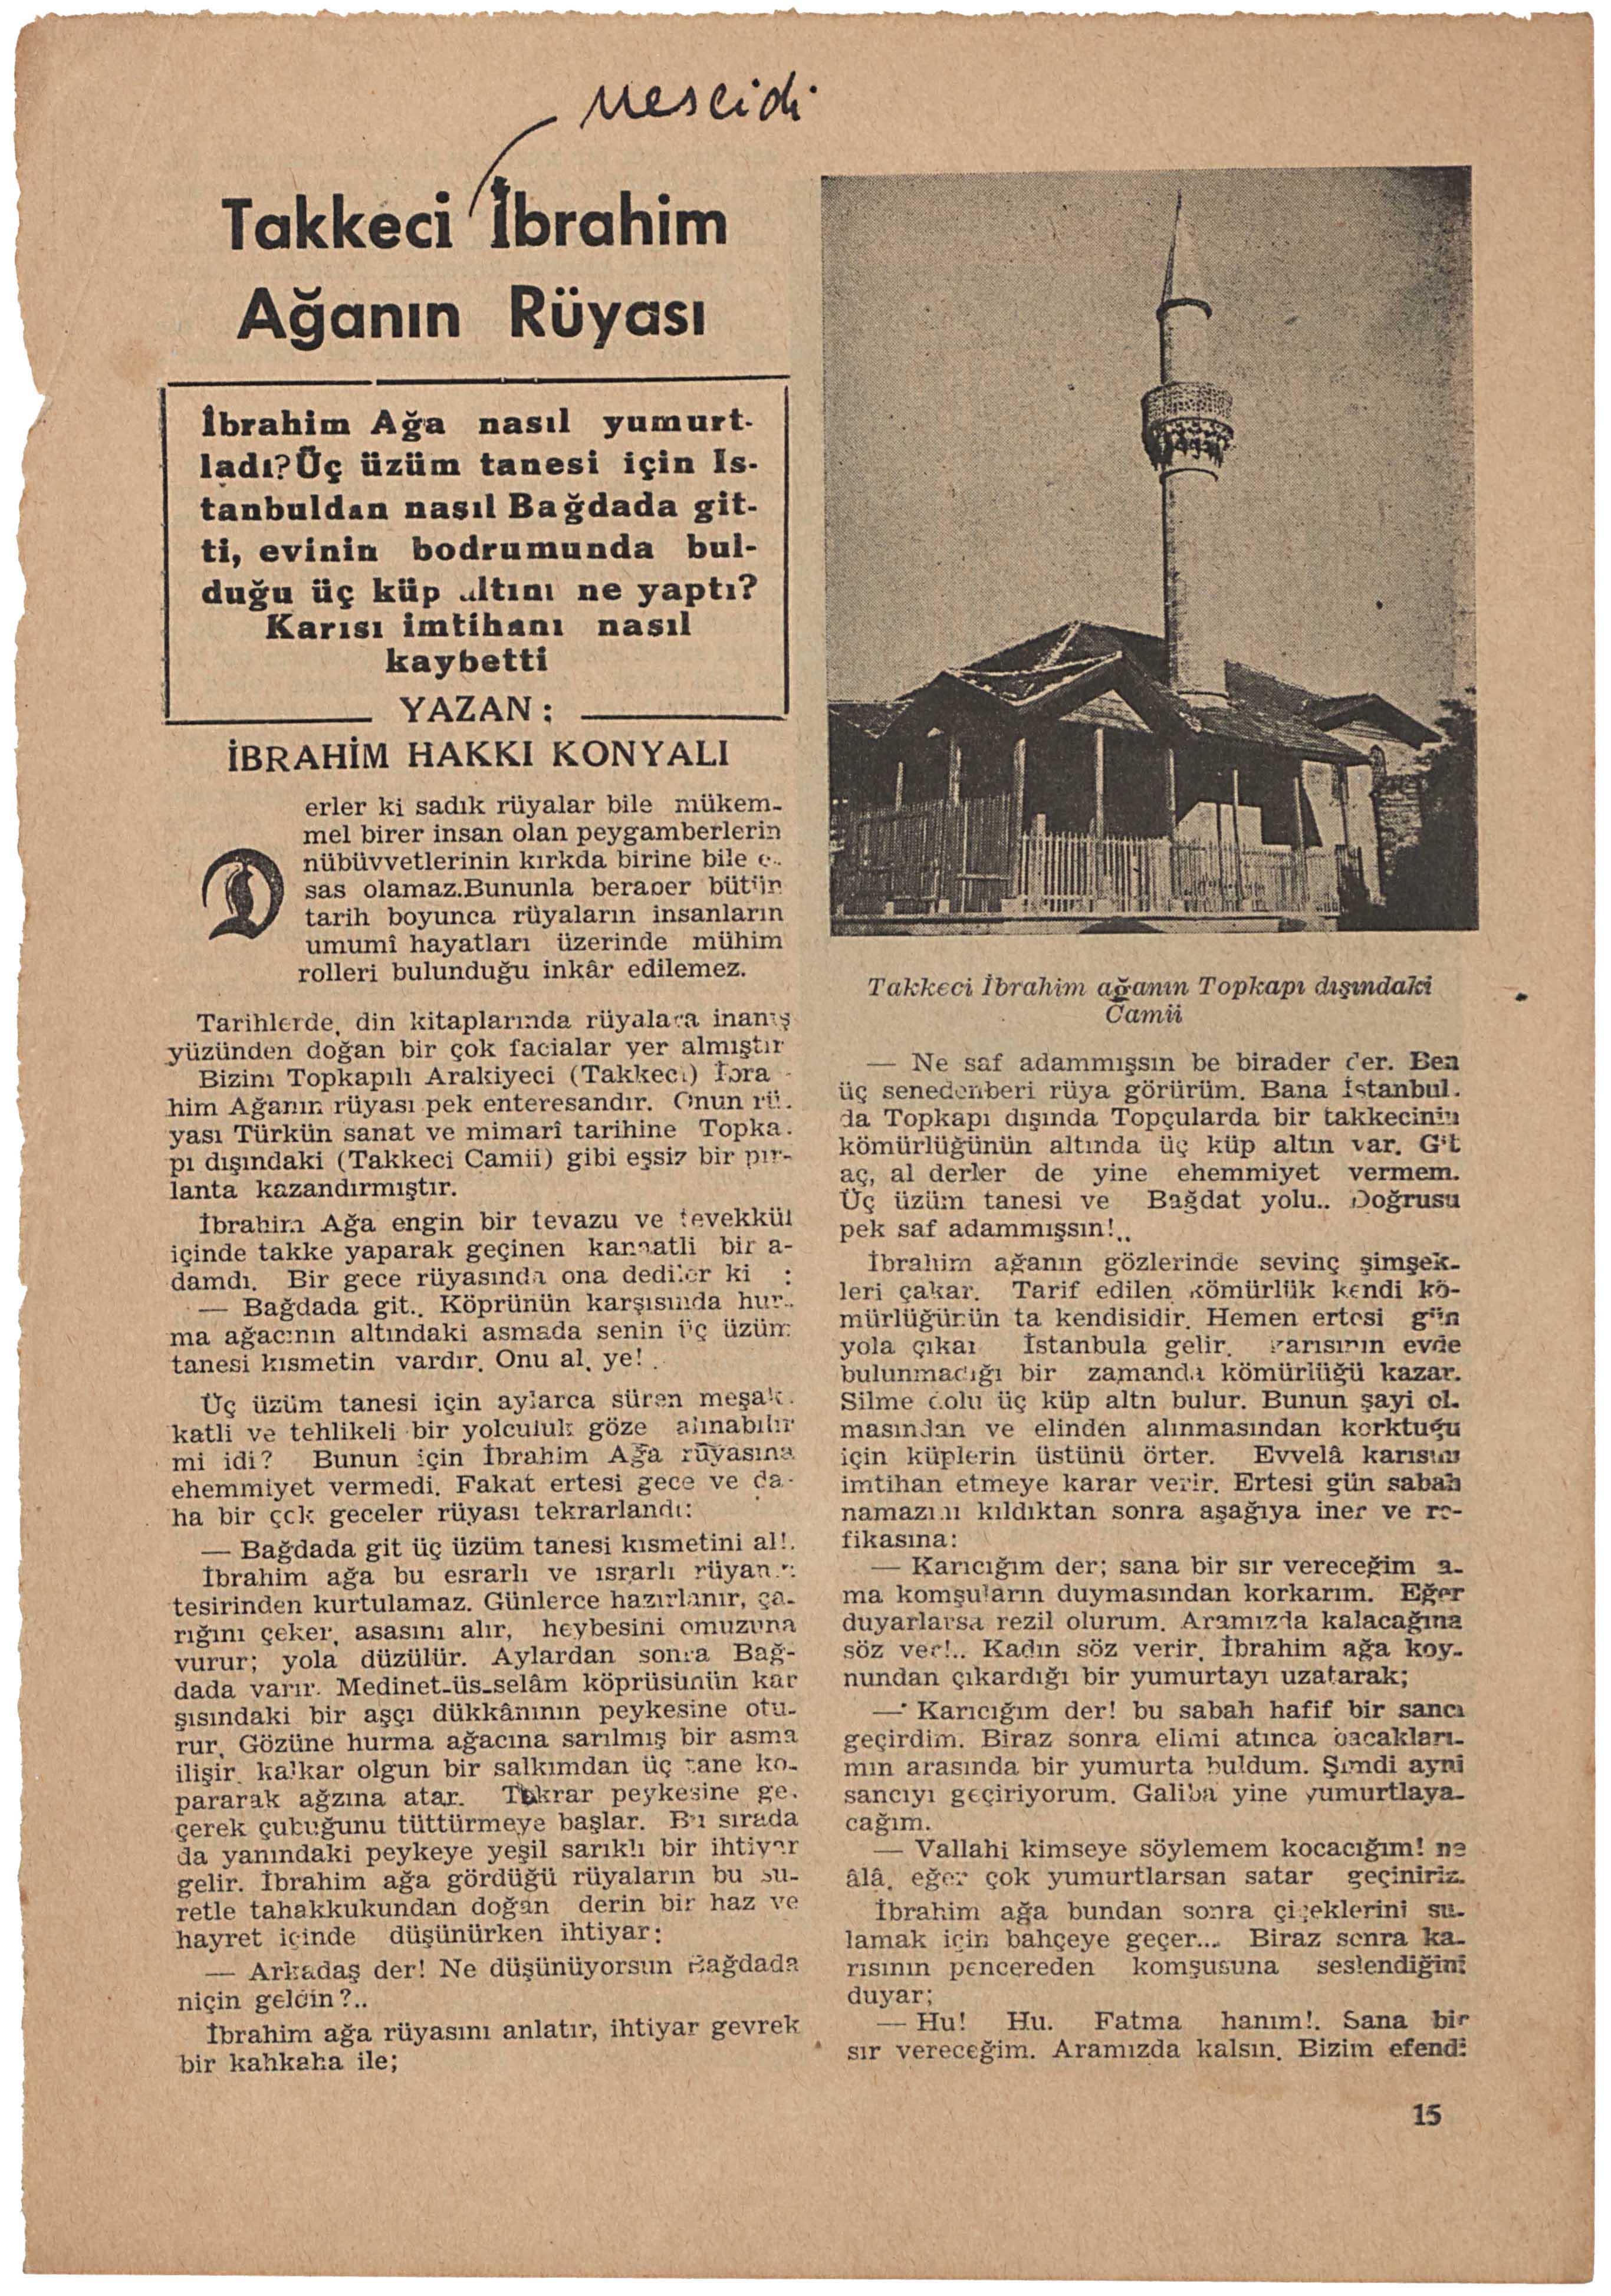 Mescidi
Takkeci İbrahim
Ağanın Rüyası
İbrahim Ağa nasıl yumurt-
ladı? Üç üzüm tanesi için Is-
tanbuldan nasıl Bağdada git-
ti, evinin bodrumunda bul-
duğu üç küp altını ne yaptı?
Karısı imtihanı nasıl
kaybetti
YAZAN:
İBRAHİM HAKKI KONYALI
Derler ki sadık rüyalar bile mükem-
mel birer insan olan peygamberlerin
nübüvvetlerinin kırkda birine bile e-
sas olamaz.Bununla beraber bütün
tarih boyunca rüyaların insanların
umumî hayatları üzerinde mühim
rolleri bulunduğu inkâr edilemez.
Tarihlerde, din kitaplarında rüyalara inanış
yüzünden doğan bir çok facialar yer almıştır
Bizim Topkapılı Arakiyeci (Takkeci) İbra-
him Ağanın rüyası pek enteresandır. Onun rü-
yası Türkün sanat ve mimarî tarihine Topka-
pı dışındaki (Takkeci Camii) gibi eşsiz bir pır-
lanta kazandırmıştır.
İbrahim Ağa engin bir tevazu ve tevekkül
içinde takke yaparak geçinen kanaatli bir a-
damdı. Bir gece rüyasında ona dediler ki :
— Bağdada git.. Köprünün karşısında hur-
ma ağacının altındaki asmada senin üç üzüm
tanesi kısmetin vardır. Onu al, ye!.
Üç üzüm tanesi için aylarca süren meşak-
katli ve tehlikeli bir yolculuk göze alınabilir
mi idi? Bunun için İbrahim Ağa rüyasına
ehemmiyet vermedi. Fakat ertesi gece ve da-
ha bir çok geceler rüyası tekrarlandı:
— Bağdada git üç üzüm tanesi kısmetini al!.
İbrahim ağa bu esrarlı ve ısrarlı rüyanın
tesirinden kurtulamaz. Günlerce hazırlanır, ça-
rığını çeker, asasını alır, heybesini omuzuna
vurur; yola düzülür. Aylardan sonra Bağ-
dada varır. Medinet-üs-selâm köprüsünün kar
şısındaki bir aşçı dükkânının peykesine otu-
rur, Gözüne hurma ağacına sarılmış bir asma
ilişir. kalkar olgun bir salkımdan üç tane ko-
pararak ağzına atar. Tekrar peykesine ge-
çerek çubuğunu tüttürmeye başlar. Bu sırada
da yanındaki peykeye yeşil sarıklı bir ihtiyar
gelir. İbrahim ağa gördüğü rüyaların bu su-
retle tahakkukundan doğan derin bir haz ve
hayret içinde düşünürken ihtiyar:
— Arkadaş der! Ne düşünüyorsun Bağdada
niçin geldin?..
İbrahim ağa rüyasını anlatır, ihtiyar gevrek
bir kahkaha ile;
Takkeci İbrahim ağanın Topkapı dışındaki
Camii
— Ne saf adammışsın be birader der. Ben
üç senedenberi rüya görürüm. Bana İstanbul-
da Topkapı dışında Topçularda bir takkecinin
kömürlüğünün altında üç küp altın var. Git
aç, al derler de yine ehemmiyet vermem.
Üç üzüm tanesi ve Bağdat yolu.. Doğrusu
pek saf adammışsın!..
İbrahim ağanın gözlerinde sevinç şimşek-
leri çakar. Tarif edilen kömürlük kendi kö-
mürlüğünün ta kendisidir. Hemen ertesi gün
yola çıkar İstanbula gelir. karısının evde
bulunmadığı bir zamanda kömürlüğü kazar.
Silme dolu üç küp altn bulur. Bunun şayi ol-
masından ve elinden alınmasından korktuğu
için küplerin üstünü örter. Evvelâ karısını
imtihan etmeye karar verir. Ertesi gün sabah
namazını kıldıktan sonra aşağıya iner ve re-
fikasına:
— Karıcığım der; sana bir sır vereceğim a-
ma komşuların duymasından korkarım. Eğer
duyarlarsa rezil olurum. Aramızda kalacağına
söz ver!.. Kadın söz verir. İbrahim ağa koy-
nundan çıkardığı bir yumurtayı uzatarak;
— Karıcığım der! bu sabah hafif bir sancı
geçirdim. Biraz sonra elimi atınca bacakları-
mın arasında bir yumurta buldum. Şimdi ayni
sancıyı geçiriyorum. Galiba yine yumurtlaya-
cağım.
— Vallahi kimseye söylemem kocacığım! ne
âlâ, eğer çok yumurtlarsan satar geçiniriz.
İbrahim ağa bundan sonra çiçeklerini su-
lamak için bahçeye geçer... Biraz sonra ka-
rısının pencereden komşusuna seslendiğini
duyar;
— Hu! Hu. Fatma hanım!. Sana bir
sır vereceğim. Aramızda kalsın. Bizim efendi
15